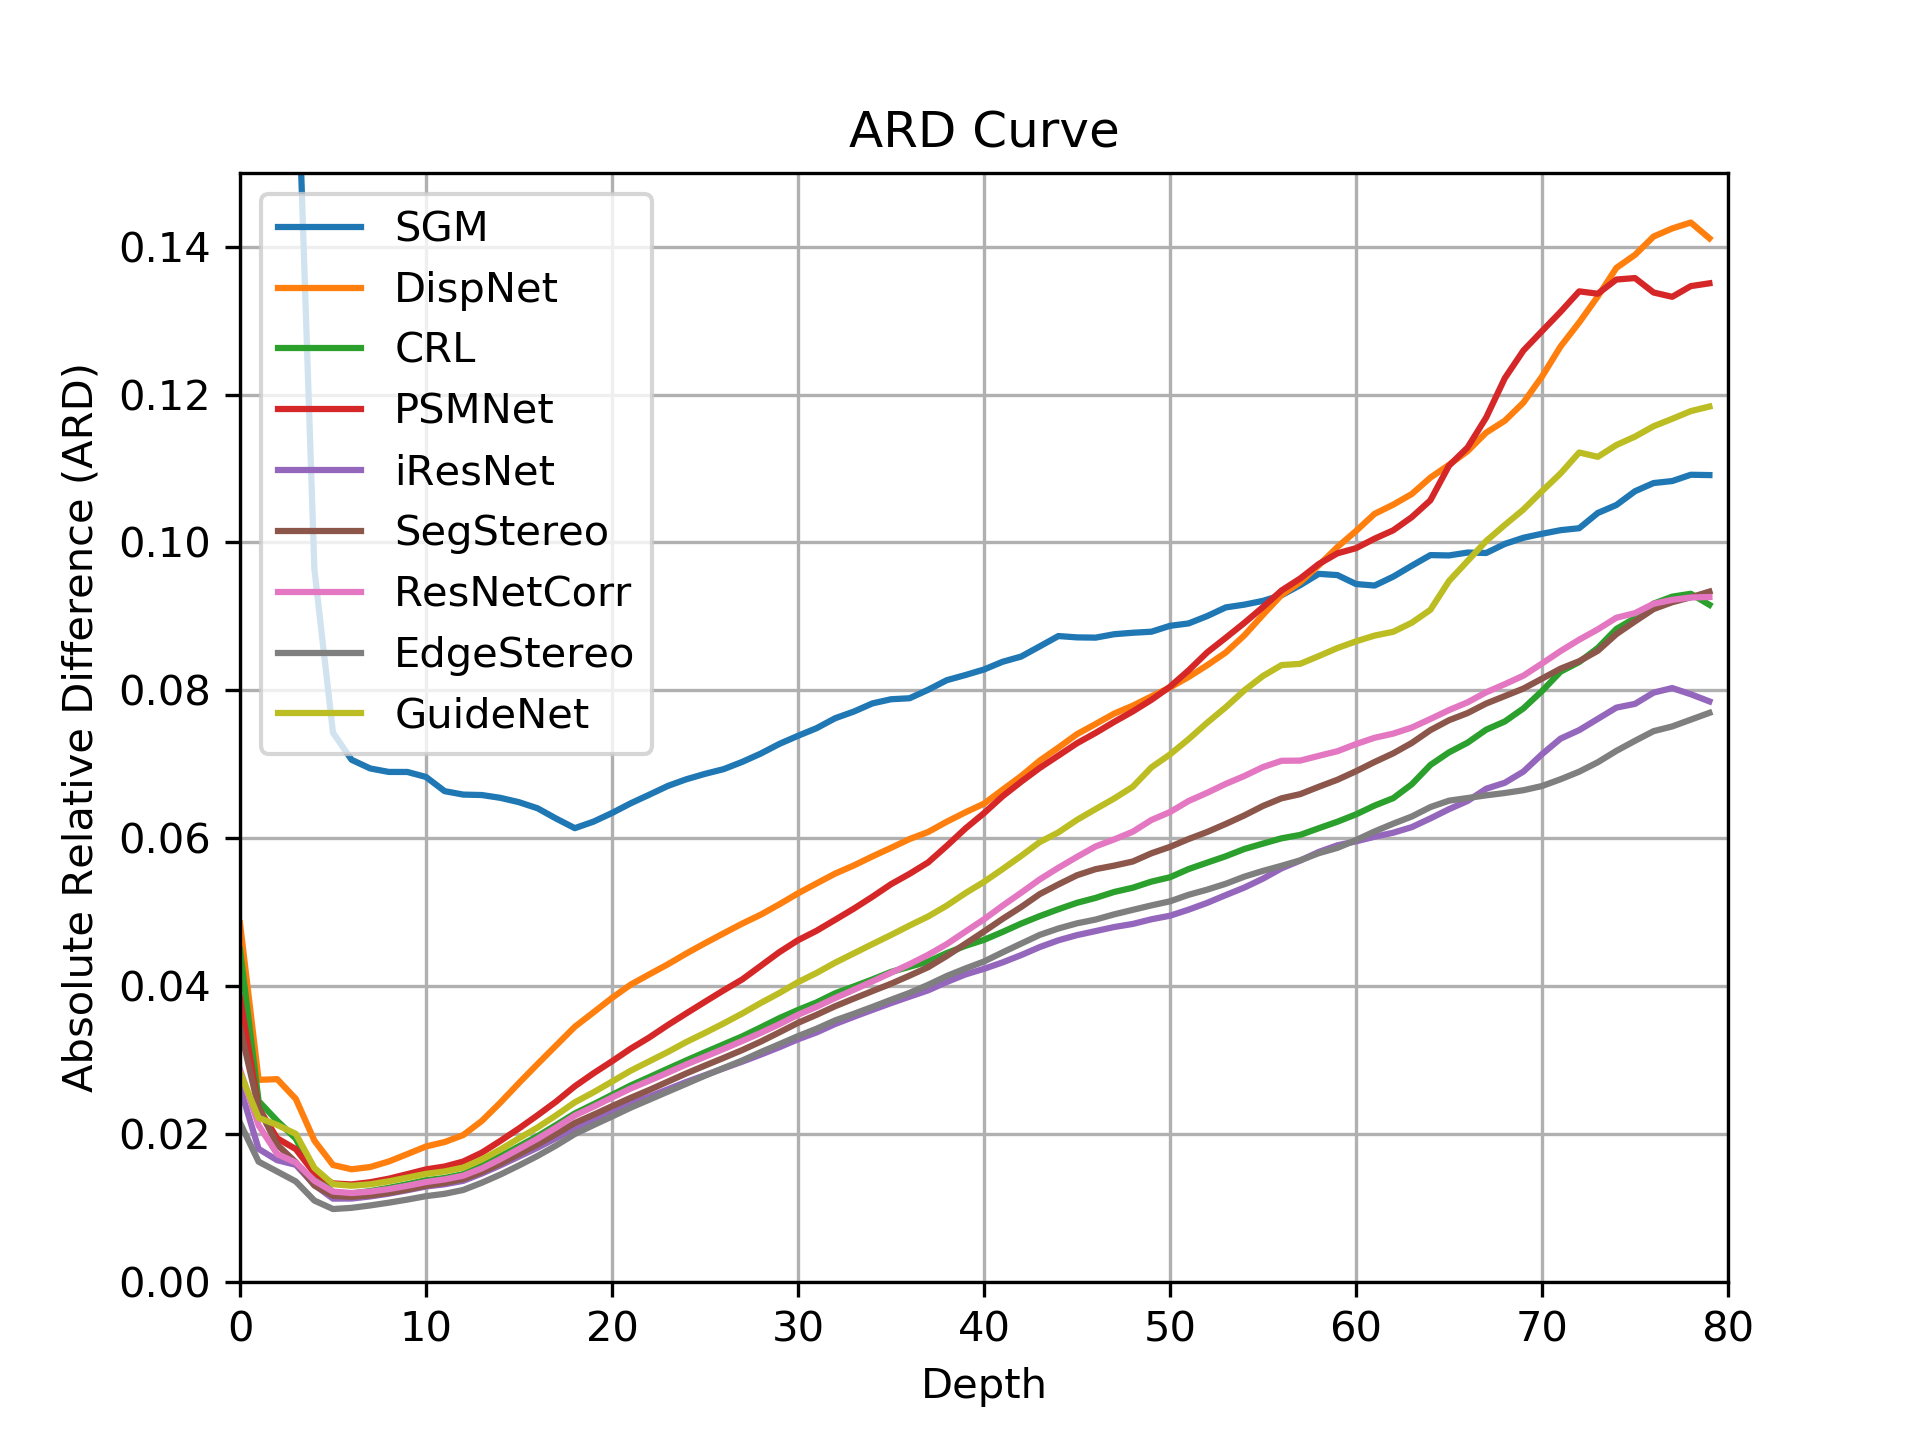 ARD Curve
Absolute Relative Difference (ARD)
0.14
0.12
0.10
0.08
0.06
0.04
0.02
0.00
SGM
DispNet
CRL
PSMNet
iResNet
SegStereo
ResNetCorr
EdgeStereo
GuideNet
0 10 20 30 40 50 60 70 80
Depth